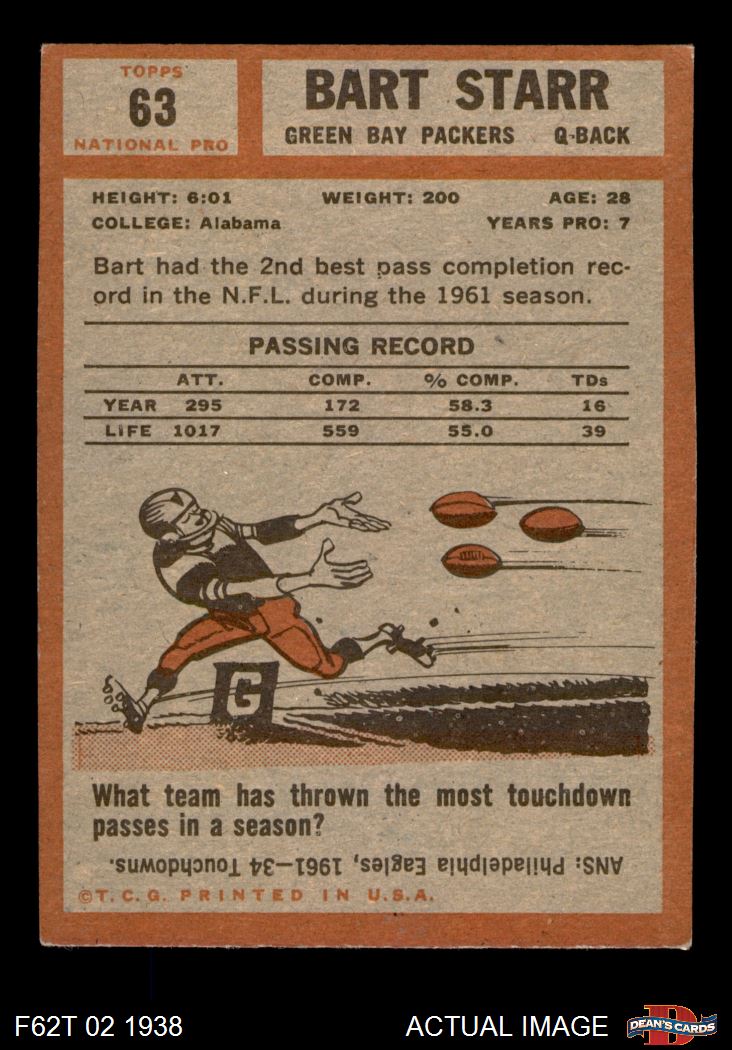 TOPPS
63
NATIONAL PRO
BART STARR
GREEN BAY PACKERS Q-BACK
HEIGHT: 6:01 WEIGHT: 200 AGE: 28
COLLEGE: Alabama YEARS PRO: 7
Bart had the 2nd best pass completion rec-
ord in the N.F.L. during the 1961 season.
PASSING RECORD
ATT. COMP. % COMP. TDs
YEAR 295 172 58.3 16
LIFE 1017 559 55.0 39
G
What team has thrown the most touchdown
passes in a season?
ANS: Philadelphia Eagles, 1961—34 Touchdowns.
©T.C.G. PRINTED IN U.S.A.
F62T 02 1938 ACTUAL IMAGE
D
DEAN'S CARDS